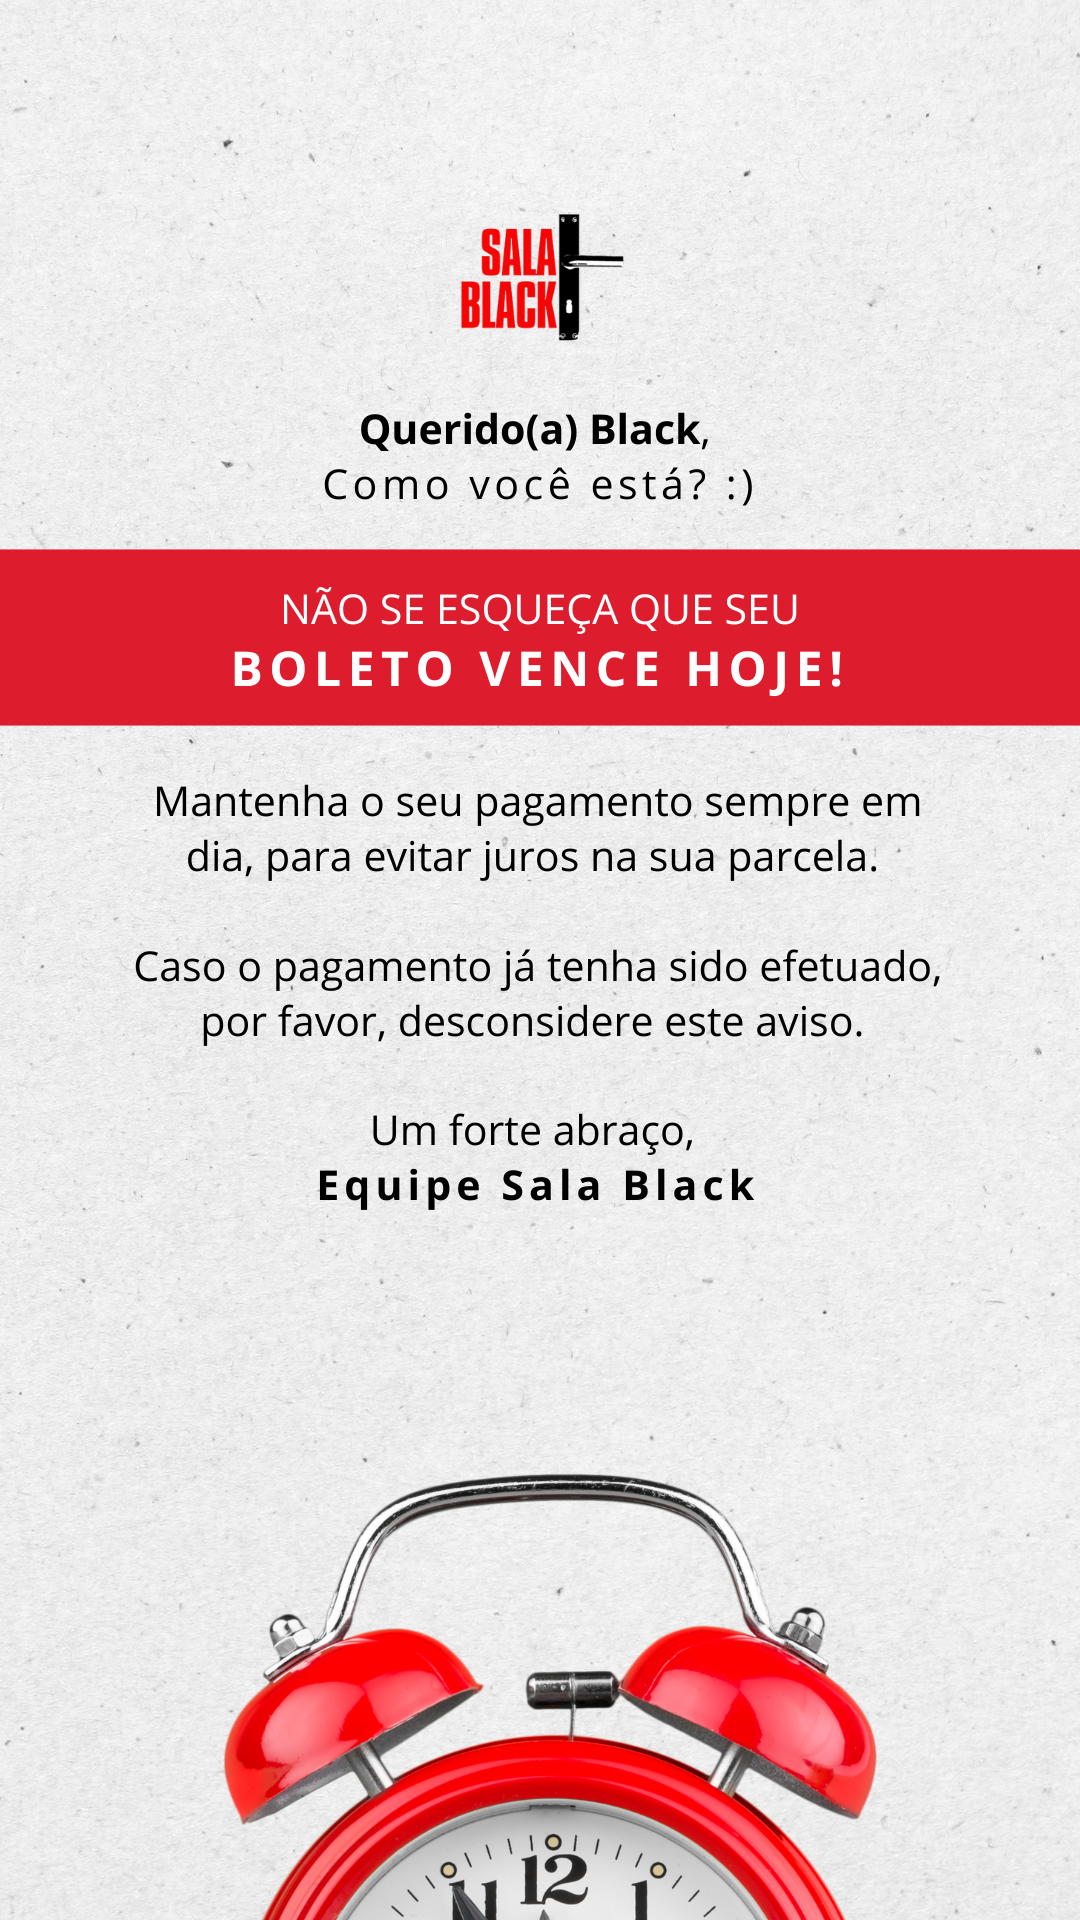 SALA
BLACK
Querido(a) Black,
Como você está? :)
NÃO SE ESQUEÇA QUE SEU
BOLETO VENCE HOJE!
Mantenha o seu pagamento sempre em
dia, para evitar juros na sua parcela.
Caso o pagamento já tenha sido efetuado,
por favor, desconsidere este aviso.
Um forte abraço,
Equipe Sala Black
12